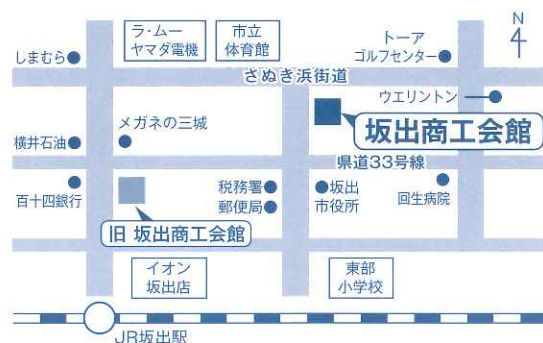 ラ・ムー
ヤマダ電機
市立
体育館
トーア
ゴルフセンター
N
しまむら
さぬき浜街道
ウエリントン
坂出商工会館
メガネの三城
横井石油
県道33号線
百十四銀行
税務署
郵便局
坂出
市役所
回生病院
旧 坂出商工会館
イオン
坂出店
東部
小学校
JR坂出駅